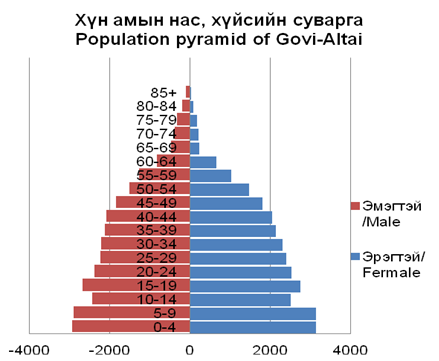 Хүн амын нас, хүйсийн суварга
Population pyramid of Govi-Altai
85+
80-84
75-79
70-74
65-69
60-64
55-59
50-54
45-49
40-44
35-39
30-34
25-29
20-24
15-19
10-14
5-9
0-4
Эмэгтэй
/Male
Эрэгтэй/
Fermale
-4000 -2000 0 2000 4000